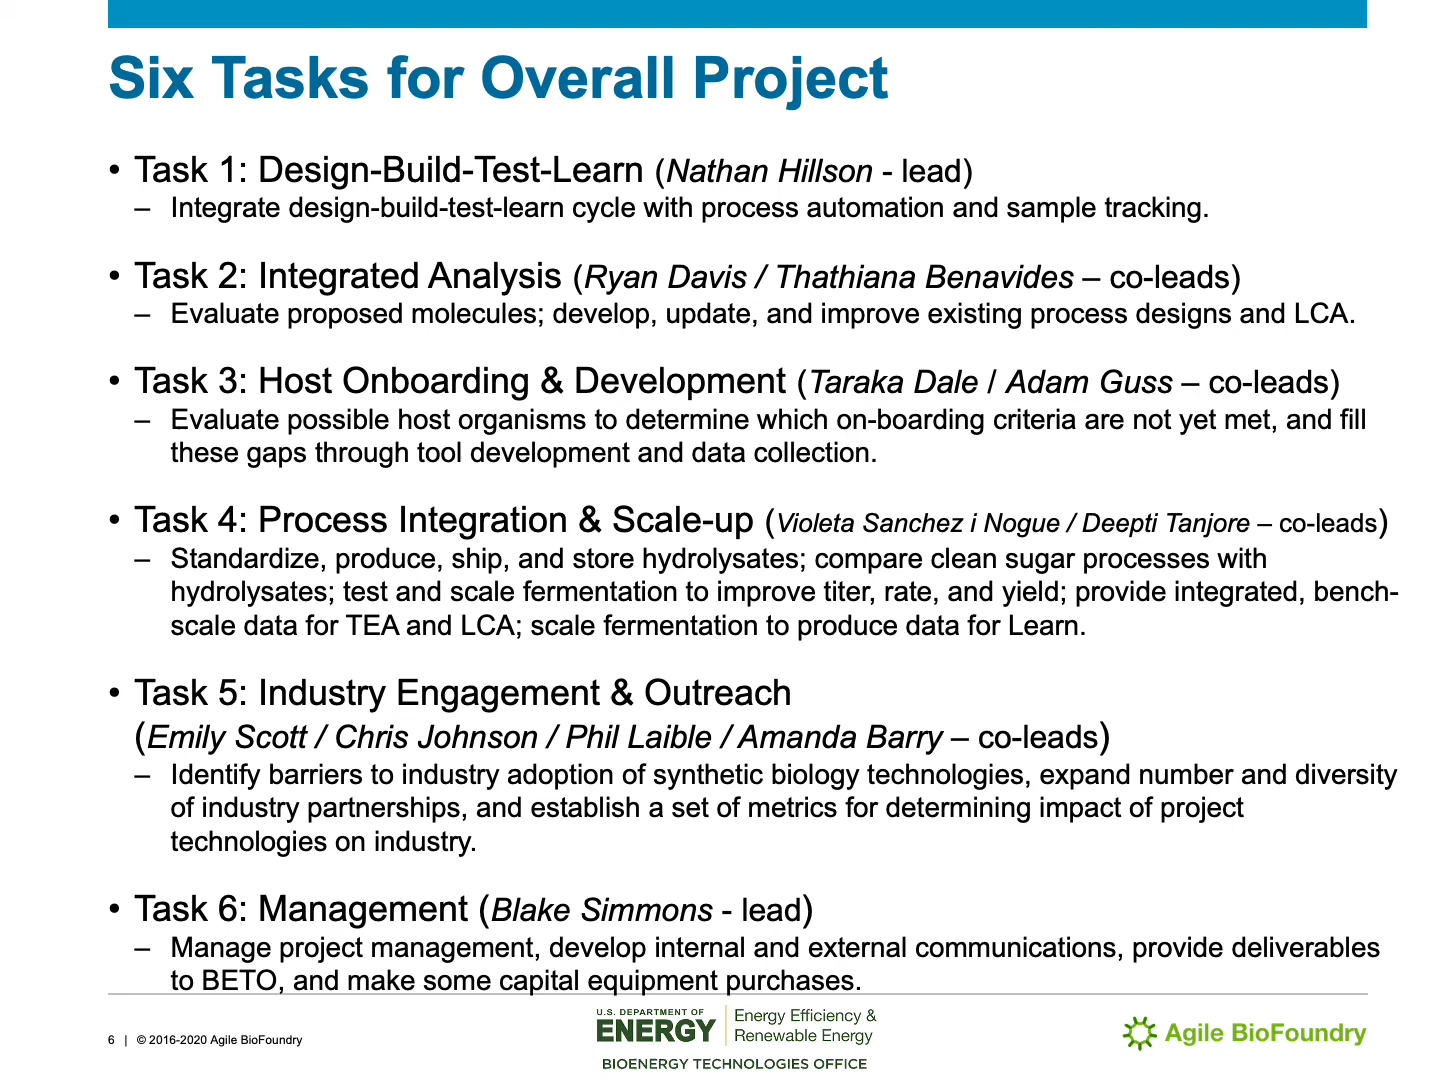 Six Tasks for Overall Project
• Task 1: Design-Build-Test-Learn (Nathan Hillson - lead)
– Integrate design-build-test-learn cycle with process automation and sample tracking.
• Task 2: Integrated Analysis (Ryan Davis / Thathiana Benavides – co-leads)
– Evaluate proposed molecules; develop, update, and improve existing process designs and LCA.
• Task 3: Host Onboarding & Development (Taraka Dale / Adam Guss – co-leads)
– Evaluate possible host organisms to determine which on-boarding criteria are not yet met, and fill
these gaps through tool development and data collection.
• Task 4: Process Integration & Scale-up (Violeta Sanchez i Nogue / Deepti Tanjore – co-leads)
– Standardize, produce, ship, and store hydrolysates; compare clean sugar processes with
hydrolysates; test and scale fermentation to improve titer, rate, and yield; provide integrated, bench-
scale data for TEA and LCA; scale fermentation to produce data for Learn.
• Task 5: Industry Engagement & Outreach
(Emily Scott / Chris Johnson / Phil Laible / Amanda Barry – co-leads)
– Identify barriers to industry adoption of synthetic biology technologies, expand number and diversity
of industry partnerships, and establish a set of metrics for determining impact of project
technologies on industry.
• Task 6: Management (Blake Simmons - lead)
– Manage project management, develop internal and external communications, provide deliverables
to BETO, and make some capital equipment purchases.
6 | © 2016-2020 Agile BioFoundry
U.S. DEPARTMENT OF
ENERGY
Energy Efficiency &
Renewable Energy
BIOENERGY TECHNOLOGIES OFFICE
Agile BioFoundry